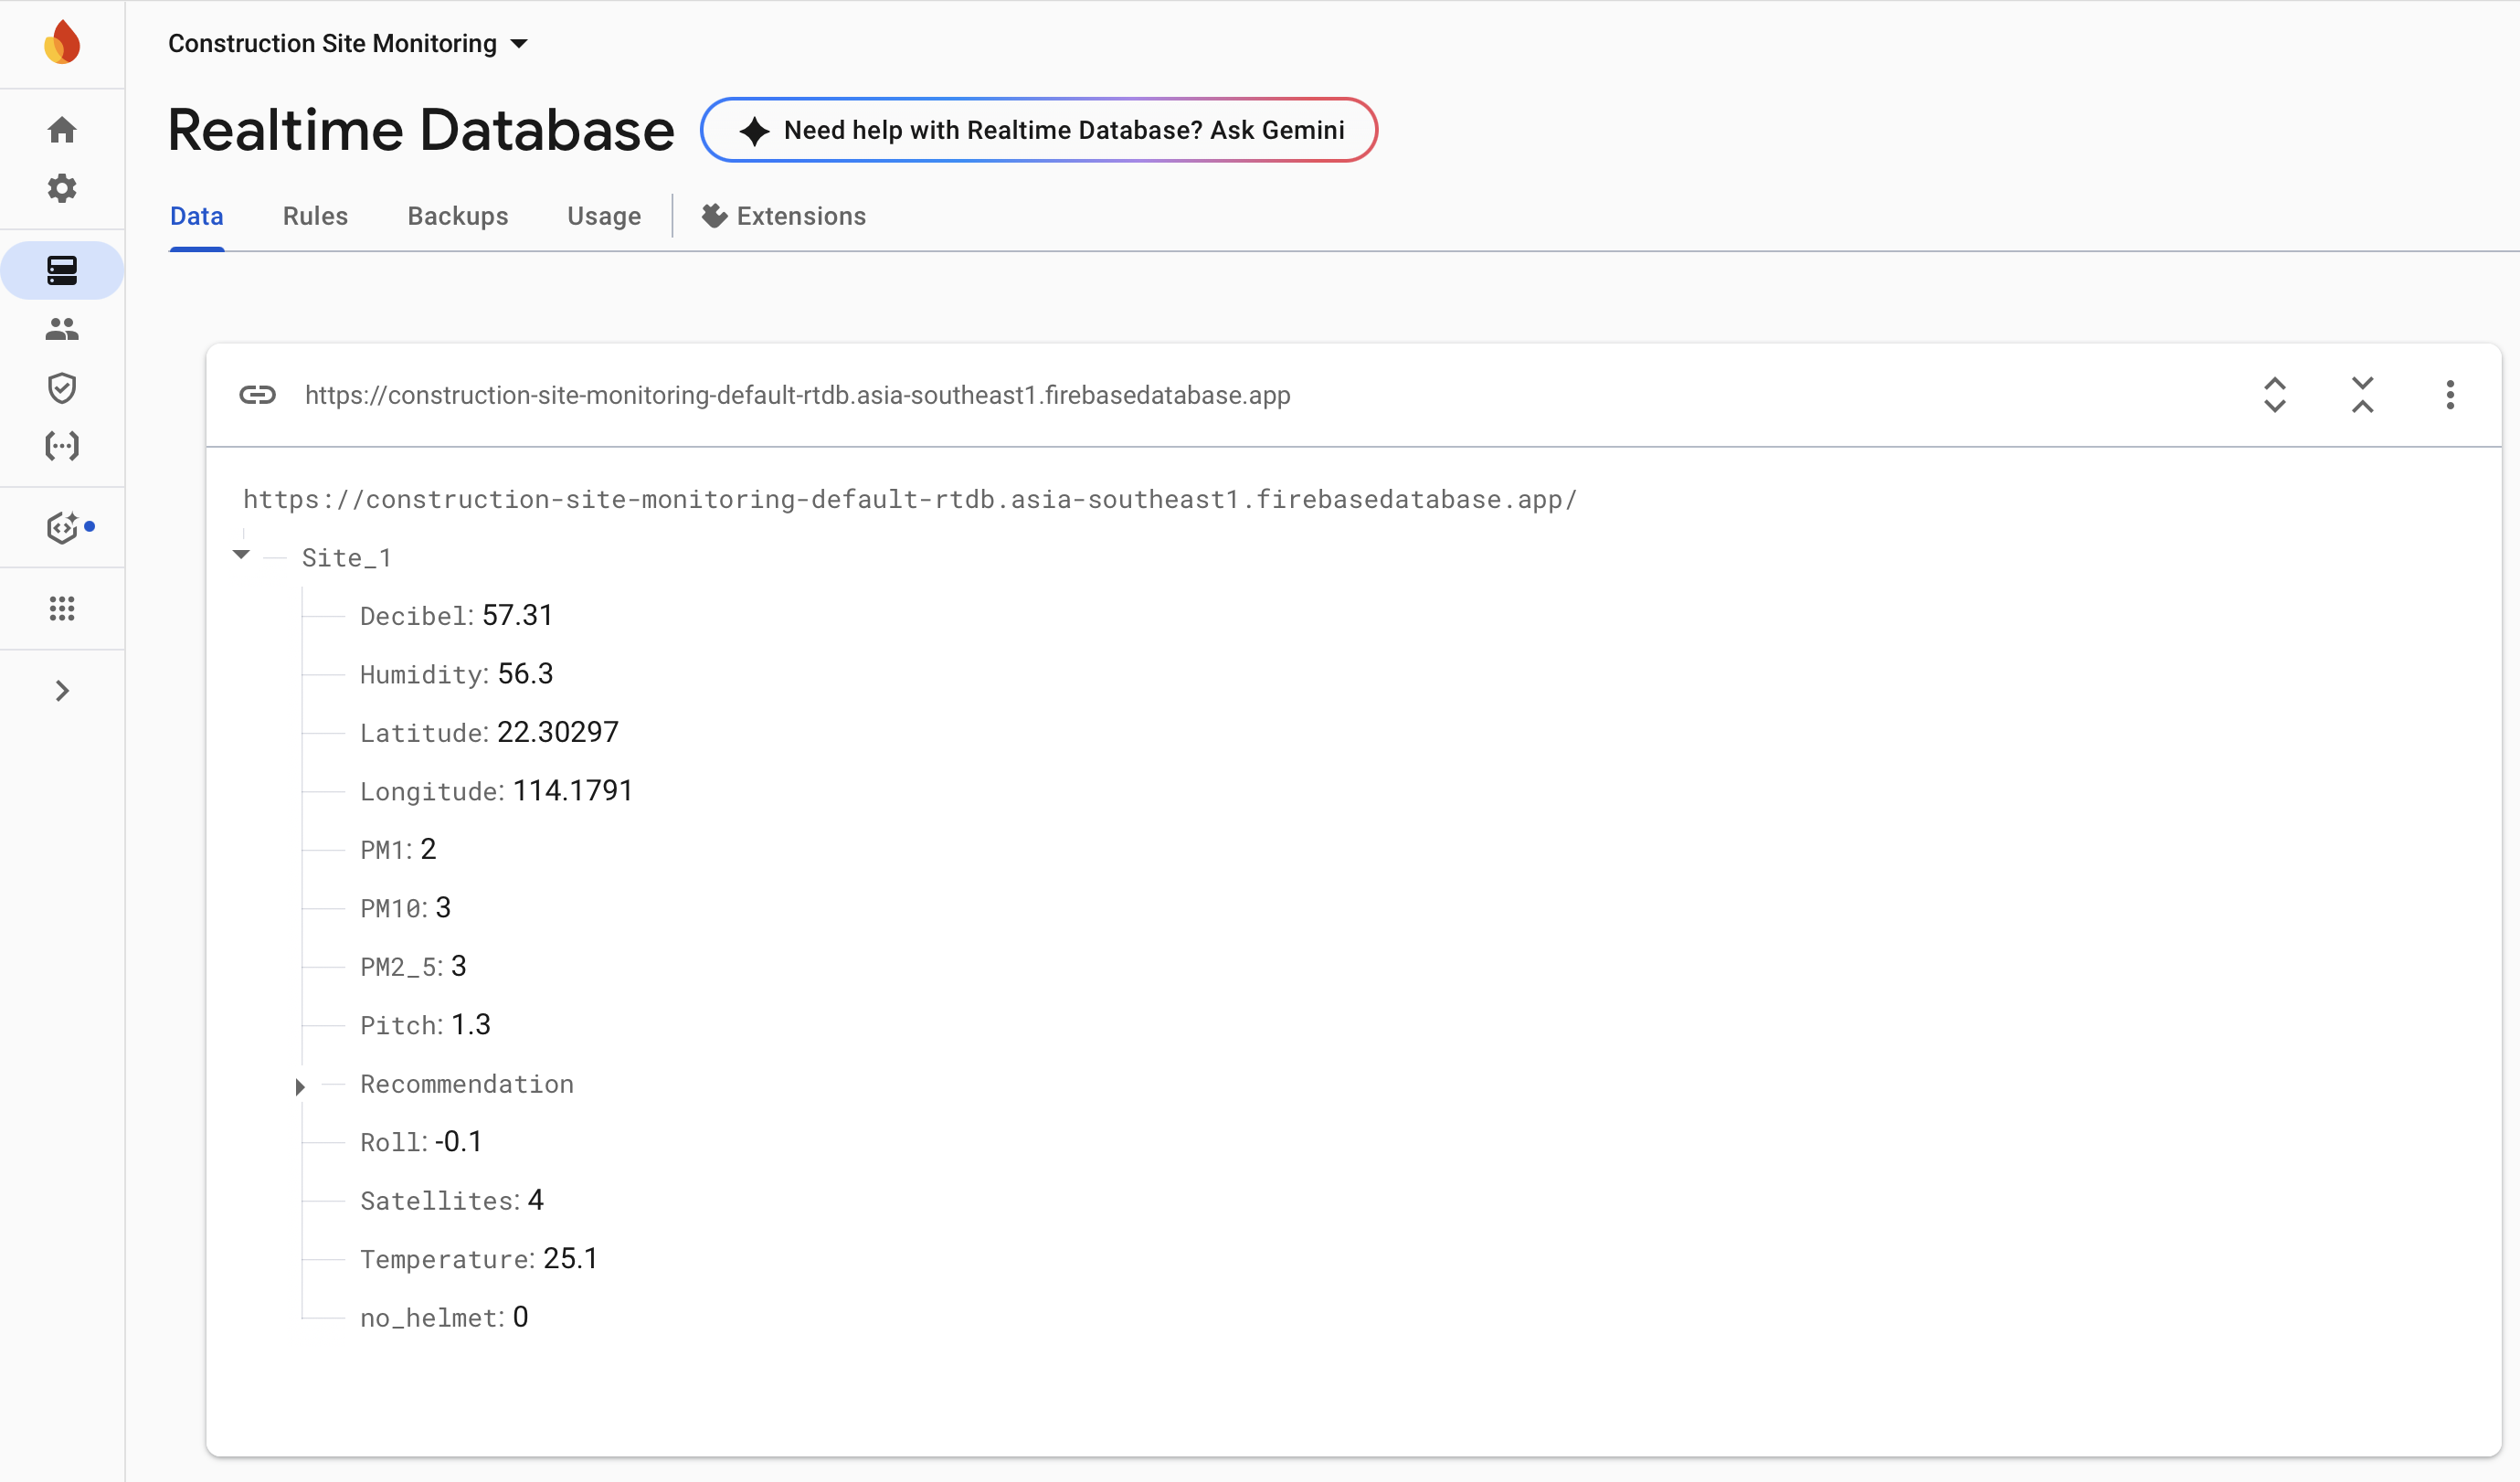 Construction Site Monitoring
Realtime Database
Need help with Realtime Database? Ask Gemini
Data Rules Backups Usage Extensions
https://construction-site-monitoring-default-rtdb.asia-southeast1.firebasedatabase.app
https://construction-site-monitoring-default-rtdb.asia-southeast1.firebasedatabase.app/
Site_1
Decibel: 57.31
Humidity: 56.3
Latitude: 22.30297
Longitude: 114.1791
PM1: 2
PM10: 3
PM2_5: 3
Pitch: 1.3
Recommendation
Roll: -0.1
Satellites: 4
Temperature: 25.1
no_helmet: 0